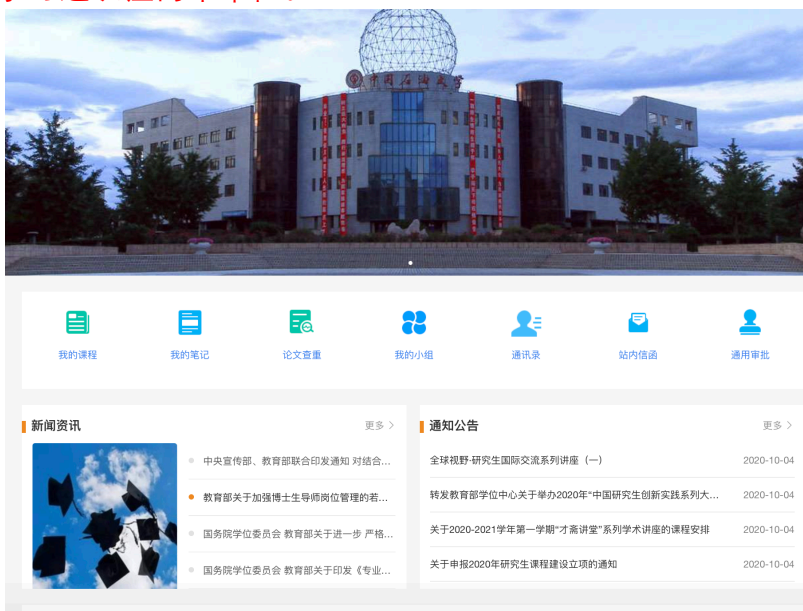 中国石油大学
我的课程
我的笔记
论文查重
我的小组
通讯录
站内信函
通用审批
新闻资讯
更多
中央宣传部、教育部联合印发通知 对结合...
教育部关于加强博士生导师岗位管理的若...
国务院学位委员会 教育部关于进一步 严格...
国务院学位委员会 教育部关于印发《专业...
通知公告
更多
全球视野-研究生国际交流系列讲座（一）
2020-10-04
转发教育部学位中心关于举办2020年“中国研究生创新实践系列大...
2020-10-04
关于2020-2021学年第一学期“才斋讲堂”系列学术讲座的课程安排
2020-10-04
关于申报2020年研究生课程建设立项的通知
2020-10-04